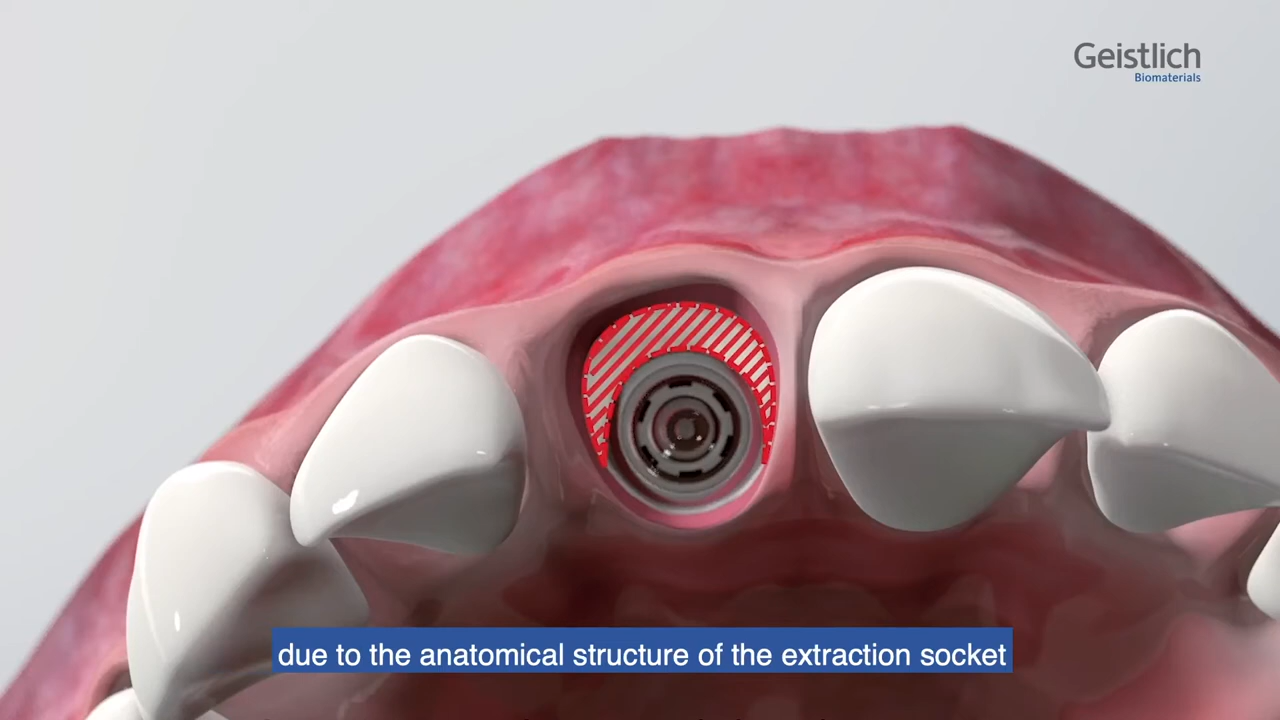 Geistlich
Biomaterials
due to the anatomical structure of the extraction socket